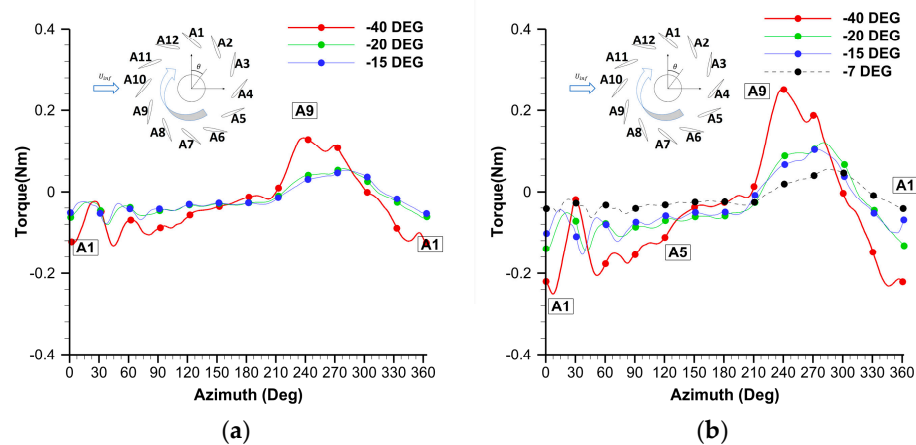 (a)
-40 DEG
-20 DEG
-15 DEG
A1
A2
A3
A4
A5
A6
A7
A8
A9
A10
A11
A12
θ
U_inf
A9
A1
A1
0.4
0.2
0
-0.2
-0.4
Torque(Nm)
0 30 60 90 120 150 180 210 240 270 300 330 360
Azimuth (Deg)
(a)
(b)
-40 DEG
-20 DEG
-15 DEG
-7 DEG
A1
A2
A3
A4
A5
A6
A7
A8
A9
A10
A11
A12
θ
U_inf
A9
A1
A5
A1
0.4
0.2
0
-0.2
-0.4
Torque(Nm)
0 30 60 90 120 150 180 210 240 270 300 330 360
Azimuth (Deg)
(b)